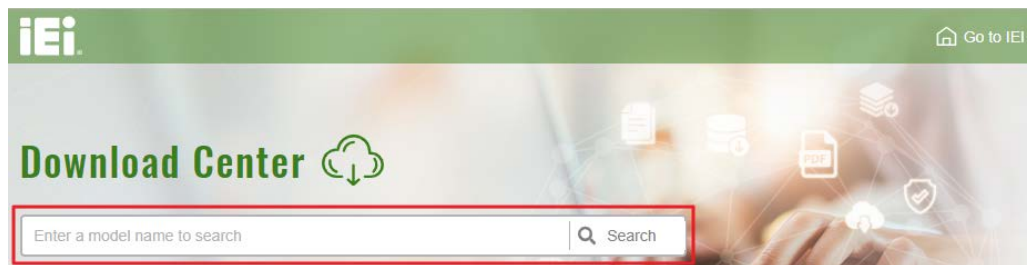 iEi
Go to IEI
Download Center
Enter a model name to search
Search
PDF